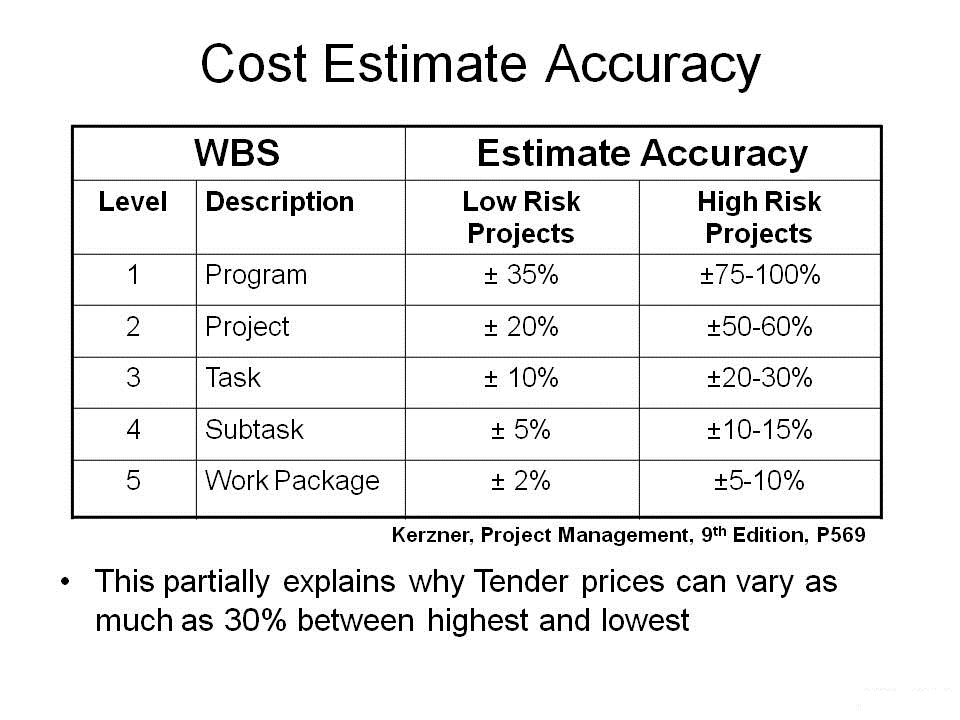 Cost Estimate Accuracy
WBS Estimate Accuracy
Level Description Low Risk Projects High Risk Projects
1 Program ± 35% ±75-100%
2 Project ± 20% ±50-60%
3 Task ± 10% ±20-30%
4 Subtask ± 5% ±10-15%
5 Work Package ± 2% ±5-10%
Kerzner, Project Management, 9th Edition, P569
• This partially explains why Tender prices can vary as
much as 30% between highest and lowest